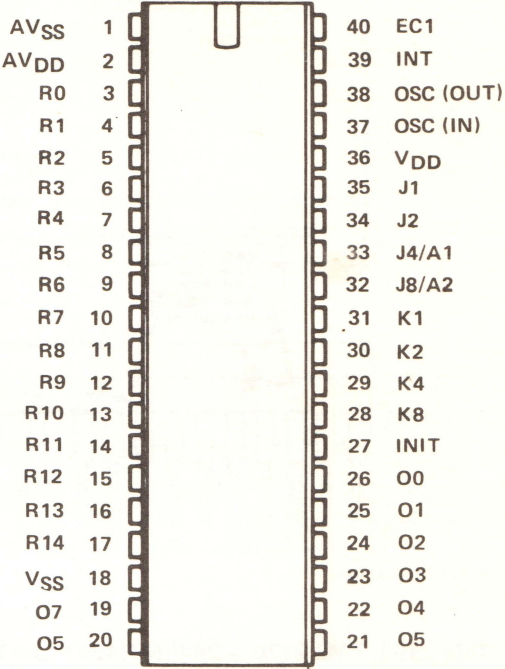 AVSS 1 40 EC1
AVDD 2 39 INT
R0 3 38 OSC (OUT)
R1 4 37 OSC (IN)
R2 5 36 VDD
R3 6 35 J1
R4 7 34 J2
R5 8 33 J4/A1
R6 9 32 J8/A2
R7 10 31 K1
R8 11 30 K2
R9 12 29 K4
R10 13 28 K8
R11 14 27 INIT
R12 15 26 O0
R13 16 25 O1
R14 17 24 O2
VSS 18 23 O3
O7 19 22 O4
O5 20 21 O5